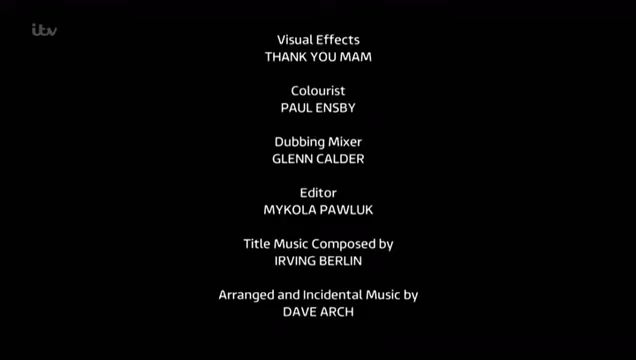 itv
Visual Effects
THANK YOU MAM
Colourist
PAUL ENSBY
Dubbing Mixer
GLENN CALDER
Editor
MYKOLA PAWLUK
Title Music Composed by
IRVING BERLIN
Arranged and Incidental Music by
DAVE ARCH